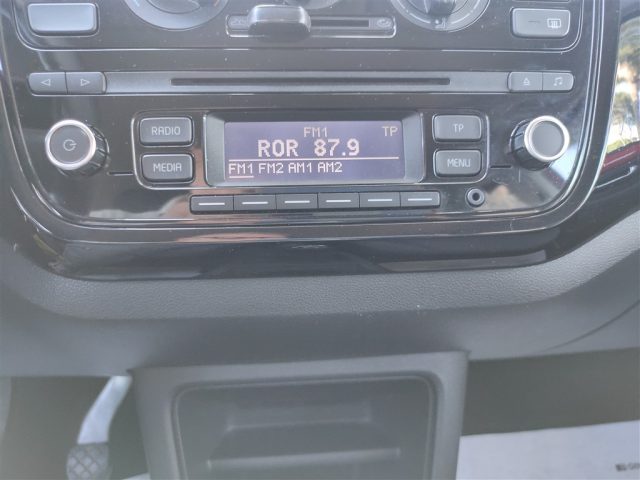 FM1 TP
ROR 87.9
FM1 FM2 AM1 AM2
RADIO
MEDIA
TP
MENU